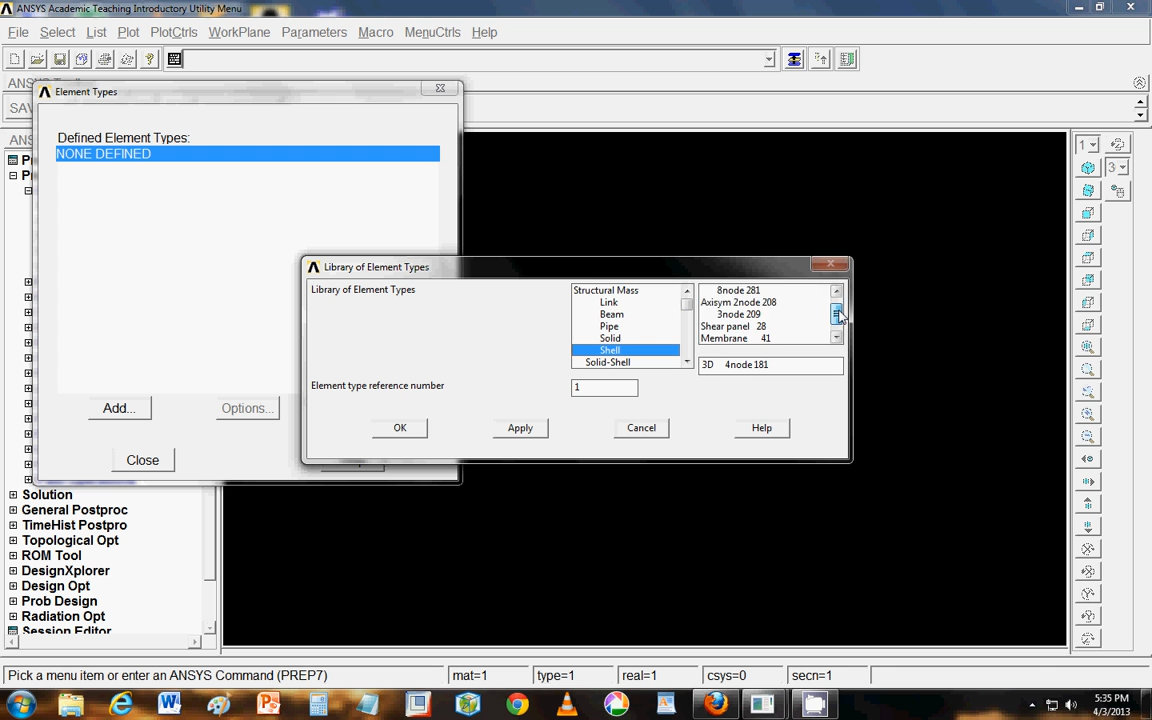 ANSYS Academic Teaching Introductory Utility Menu
File Select List Plot PlotCtrls WorkPlane Parameters Macro MenuCtrls Help
Element Types
Defined Element Types:
NONE DEFINED
Library of Element Types
Library of Element Types
Structural Mass
Link
Beam
Pipe
Solid
Shell
Solid-Shell
8node 281
Axisym 2node 208
3node 209
Shear panel 28
Membrane 41
3D 4node 181
Element type reference number
1
OK Apply Cancel Help
Add... Options...
Close
Solution
General Postproc
TimeHist Postpro
Topological Opt
ROM Tool
DesignXplorer
Design Opt
Prob Design
Radiation Opt
Session Editor
1
3
Pick a menu item or enter an ANSYS Command (PREP7) mat=1 type=1 real=1 csys=0 secn=1
5:35 PM
4/3/2013